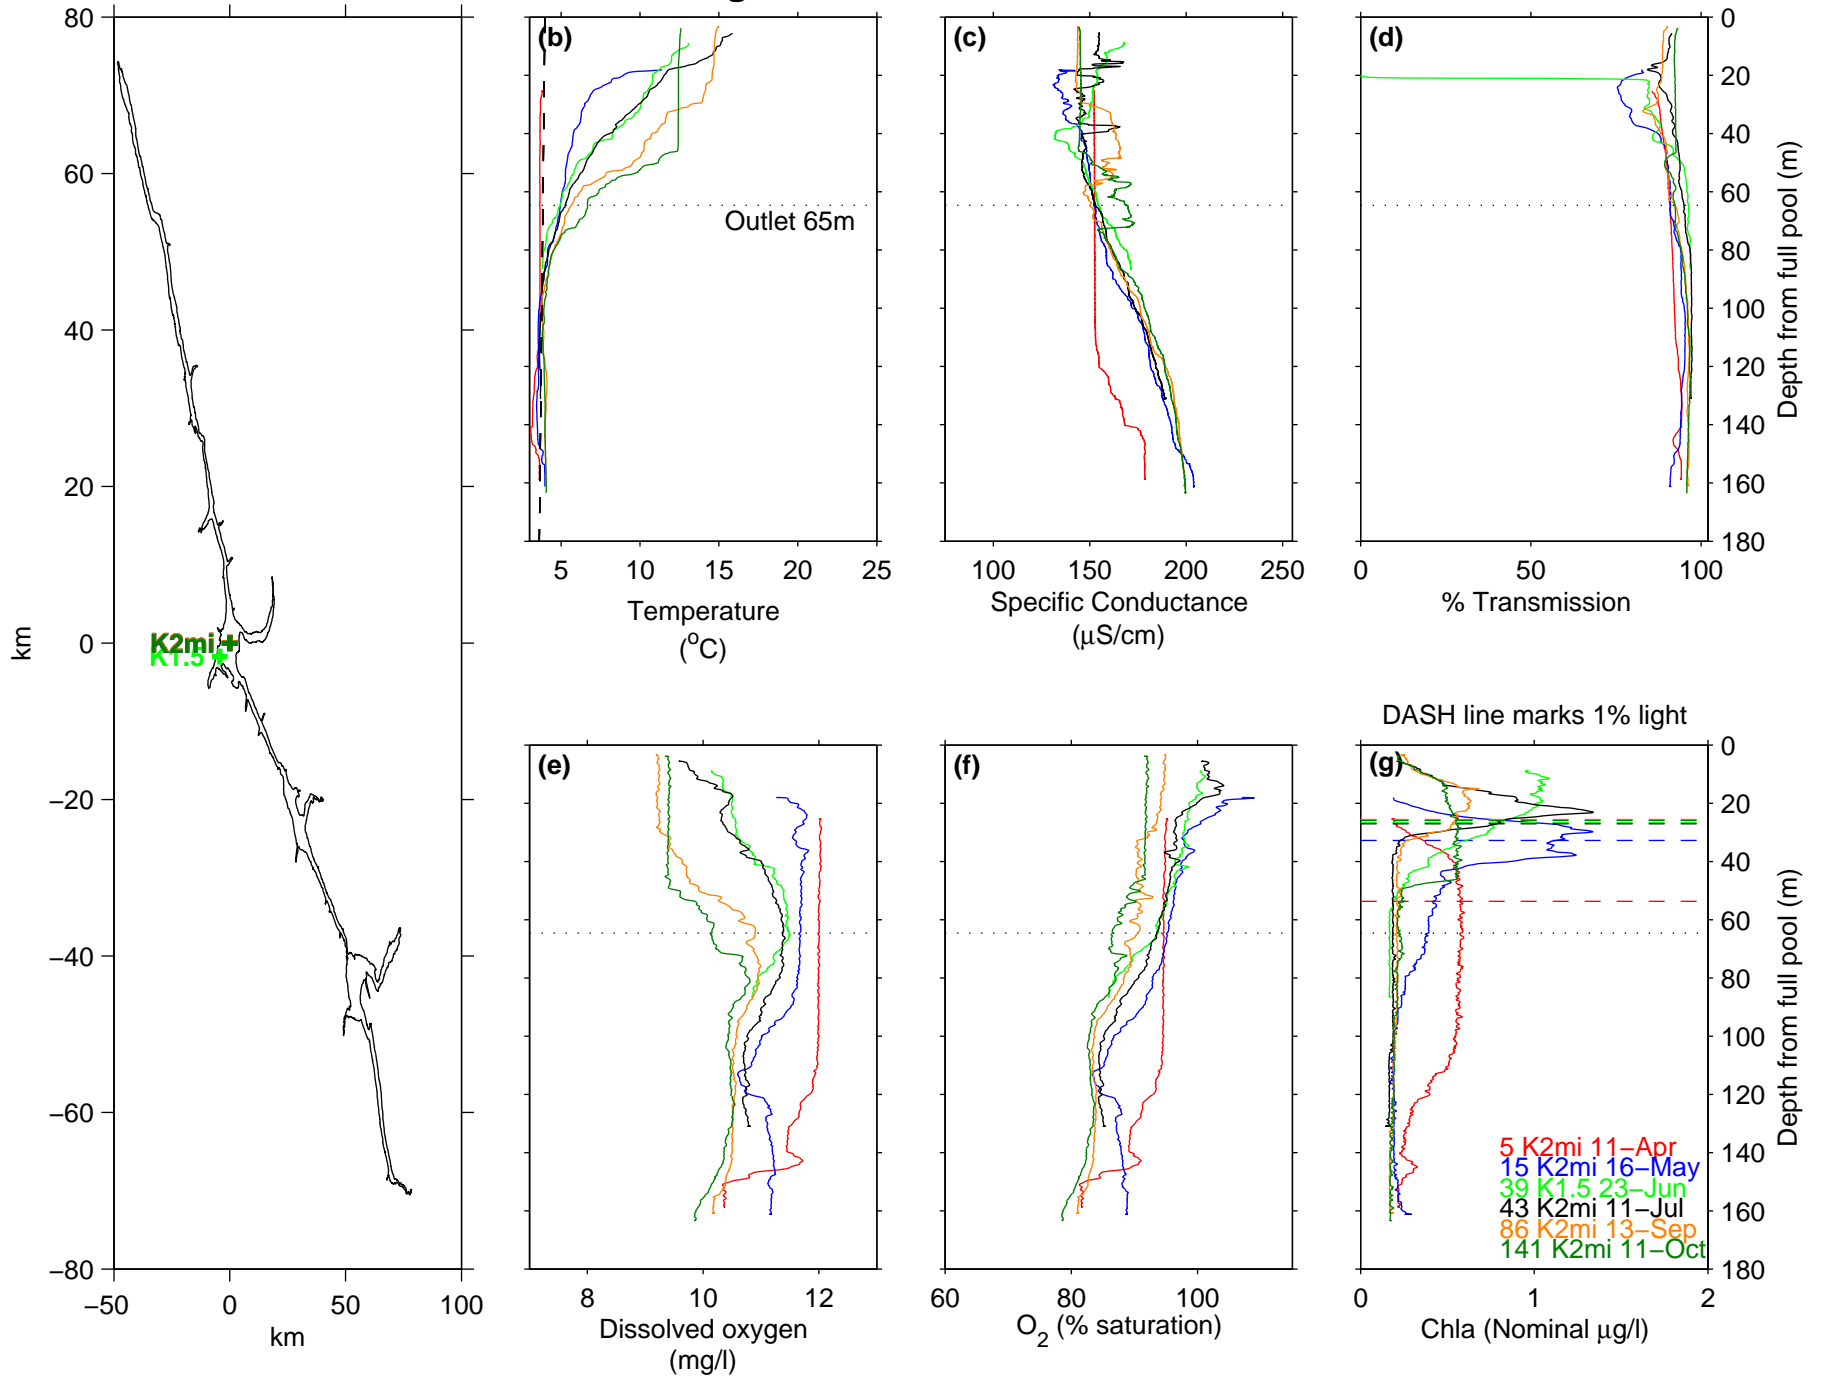 80
60
40
20
0
−20
−40
−60
−80
km
−50 0 50 100
km
K2mi
K1.5
(b)
Outlet 65m
5 10 15 20 25
Temperature
(°C)
(c)
100 150 200 250
Specific Conductance
(μS/cm)
(d)
0 50 100
% Transmission
0
20
40
60
80
100
120
140
160
180
Depth from full pool (m)
(e)
8 10 12
Dissolved oxygen
(mg/l)
(f)
60 80 100
O2 (% saturation)
DASH line marks 1% light
(g)
5 K2mi 11−Apr
15 K2mi 16−May
39 K1.5 23−Jun
43 K2mi 11−Jul
86 K2mi 13−Sep
141 K2mi 11−Oct
0 1 2
Chla (Nominal μg/l)
0
20
40
60
80
100
120
140
160
180
Depth from full pool (m)